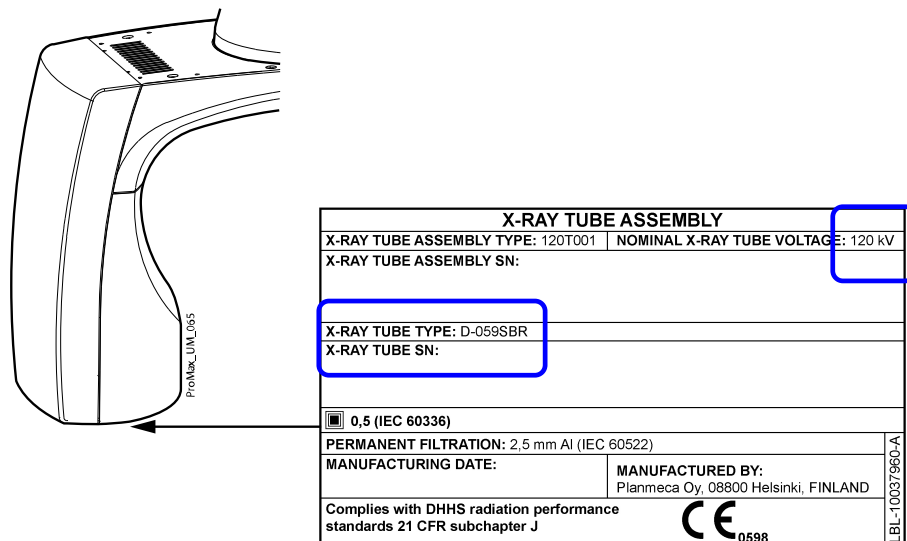 ProMax_UM_065
X-RAY TUBE ASSEMBLY
X-RAY TUBE ASSEMBLY TYPE: 120T001 NOMINAL X-RAY TUBE VOLTAGE: 120 kV
X-RAY TUBE ASSEMBLY SN:
X-RAY TUBE TYPE: D-059SBR
X-RAY TUBE SN:
0,5 (IEC 60336)
PERMANENT FILTRATION: 2,5 mm Al (IEC 60522)
MANUFACTURING DATE:
MANUFACTURED BY:
Planmeca Oy, 08800 Helsinki, FINLAND
Complies with DHHS radiation performance
standards 21 CFR subchapter J
CE 0598
LBL-10037960-A